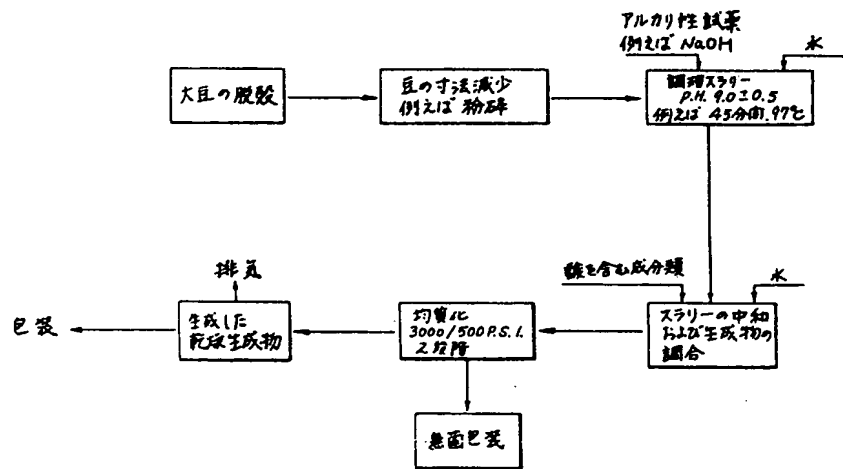 アルカリ性試薬
例えば NaOH
水
大豆の脱殻
豆の寸法減少
例えば 粉砕
調理スラリー
P.H. 9.0±0.5
例えば 45分間.97℃
酸を含む成分類
水
排気
包装
生成した
乾燥生成物
均質化
3000/500 P.S.I.
2段階
スラリーの中和
および生成物の
調合
無菌包装